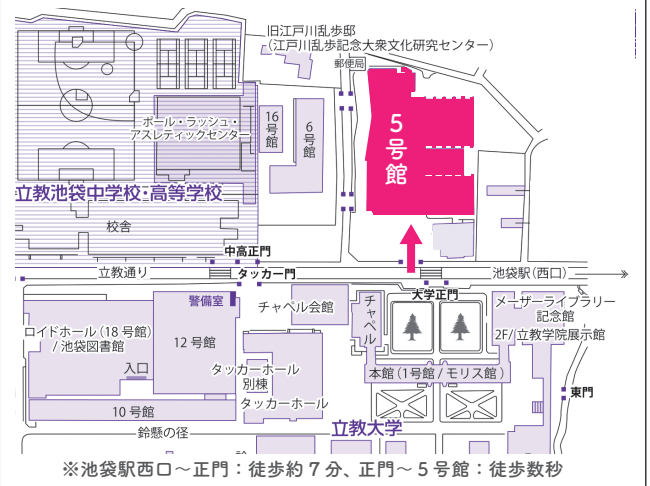 旧江戸川乱歩邸
（江戸川乱歩記念大衆文化研究センター）
郵便局
ポール・ラッシュ・
アスレティックセンター
16号館
6号館
5号館
立教池袋中学校・高等学校
校舎
中高正門
立教通り
タッカー門
池袋駅（西口）
大学正門
警備室
チャペル会館
チャペル
メーザーライブラリー
記念館
2F/ 立教学院展示館
ロイドホール（18号館）
/ 池袋図書館
12号館
入口
タッカーホール
別棟
本館（1号館 / モリス館）
東門
10号館
タッカーホール
鈴懸の径
立教大学
※池袋駅西口～正門：徒歩約７分、正門～５号館：徒歩数秒